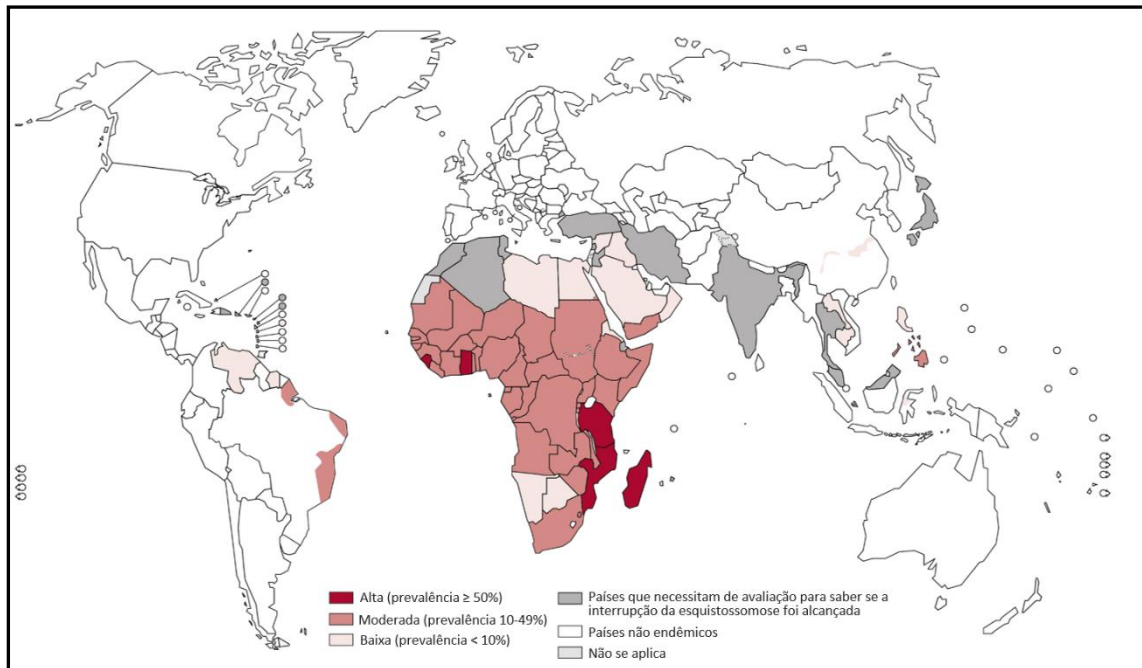 Alta (prevalência ≥ 50%)
Moderada (prevalência 10-49%)
Baixa (prevalência < 10%)
Países que necessitam de avaliação para saber se a
interrupção da esquistossomose foi alcançada
Países não endêmicos
Não se aplica